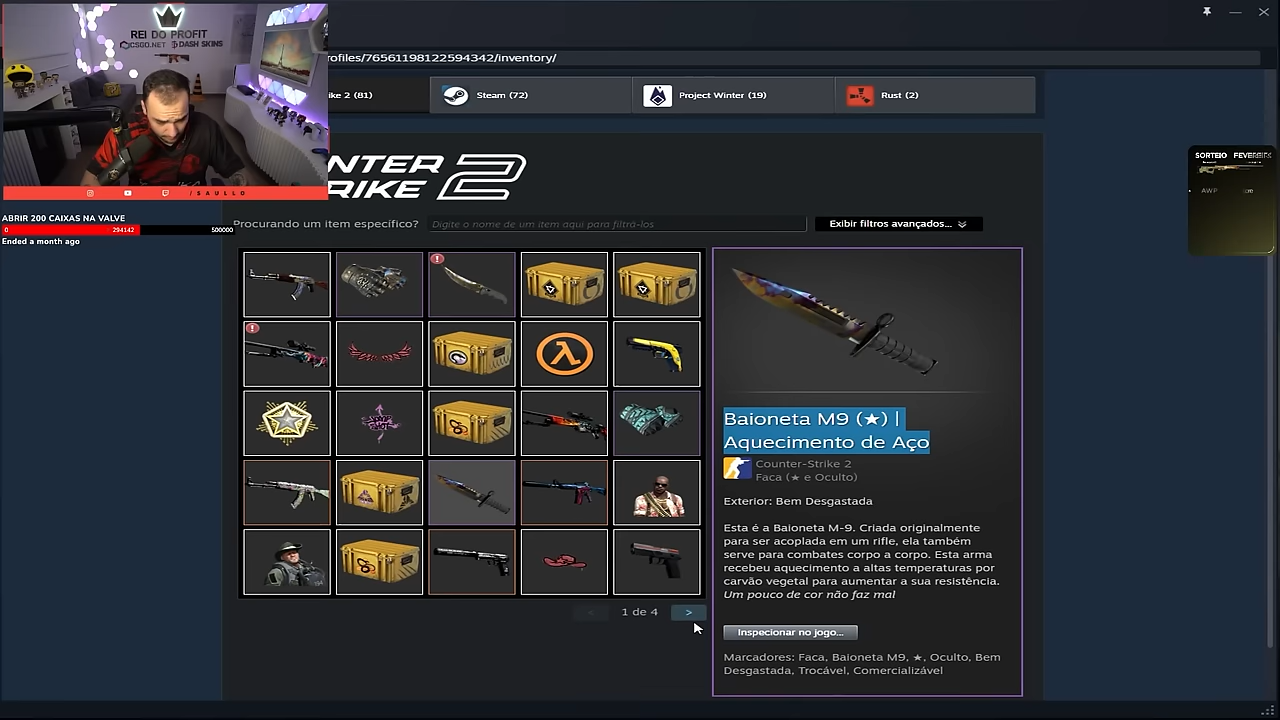 REI DO PROFIT
CSGO.NET DASH SKINS
/SAULLO
ABRIR 200 CAIXAS NA VALVE
0 294142 500000
Ended a month ago
rofiles/76561198122594342/inventory/
ike 2 (81)
Steam (72)
Project Winter (19)
Rust (2)
NTER
RIKE 2
Procurando um item específico?
Digite o nome de um item aqui para filtrá-los
Exibir filtros avançados...
1 de 4
>
Baioneta M9 (★) |
Aquecimento de Aço
Counter-Strike 2
Faca (★ e Oculto)
Exterior: Bem Desgastada
Esta é a Baioneta M-9. Criada originalmente
para ser acoplada em um rifle, ela também
serve para combates corpo a corpo. Esta arma
recebeu aquecimento a altas temperaturas por
carvão vegetal para aumentar a sua resistência.
Um pouco de cor não faz mal
Inspecionar no jogo...
Marcadores: Faca, Baioneta M9, ★, Oculto, Bem
Desgastada, Trocável, Comercializável
SORTEIO
AWP